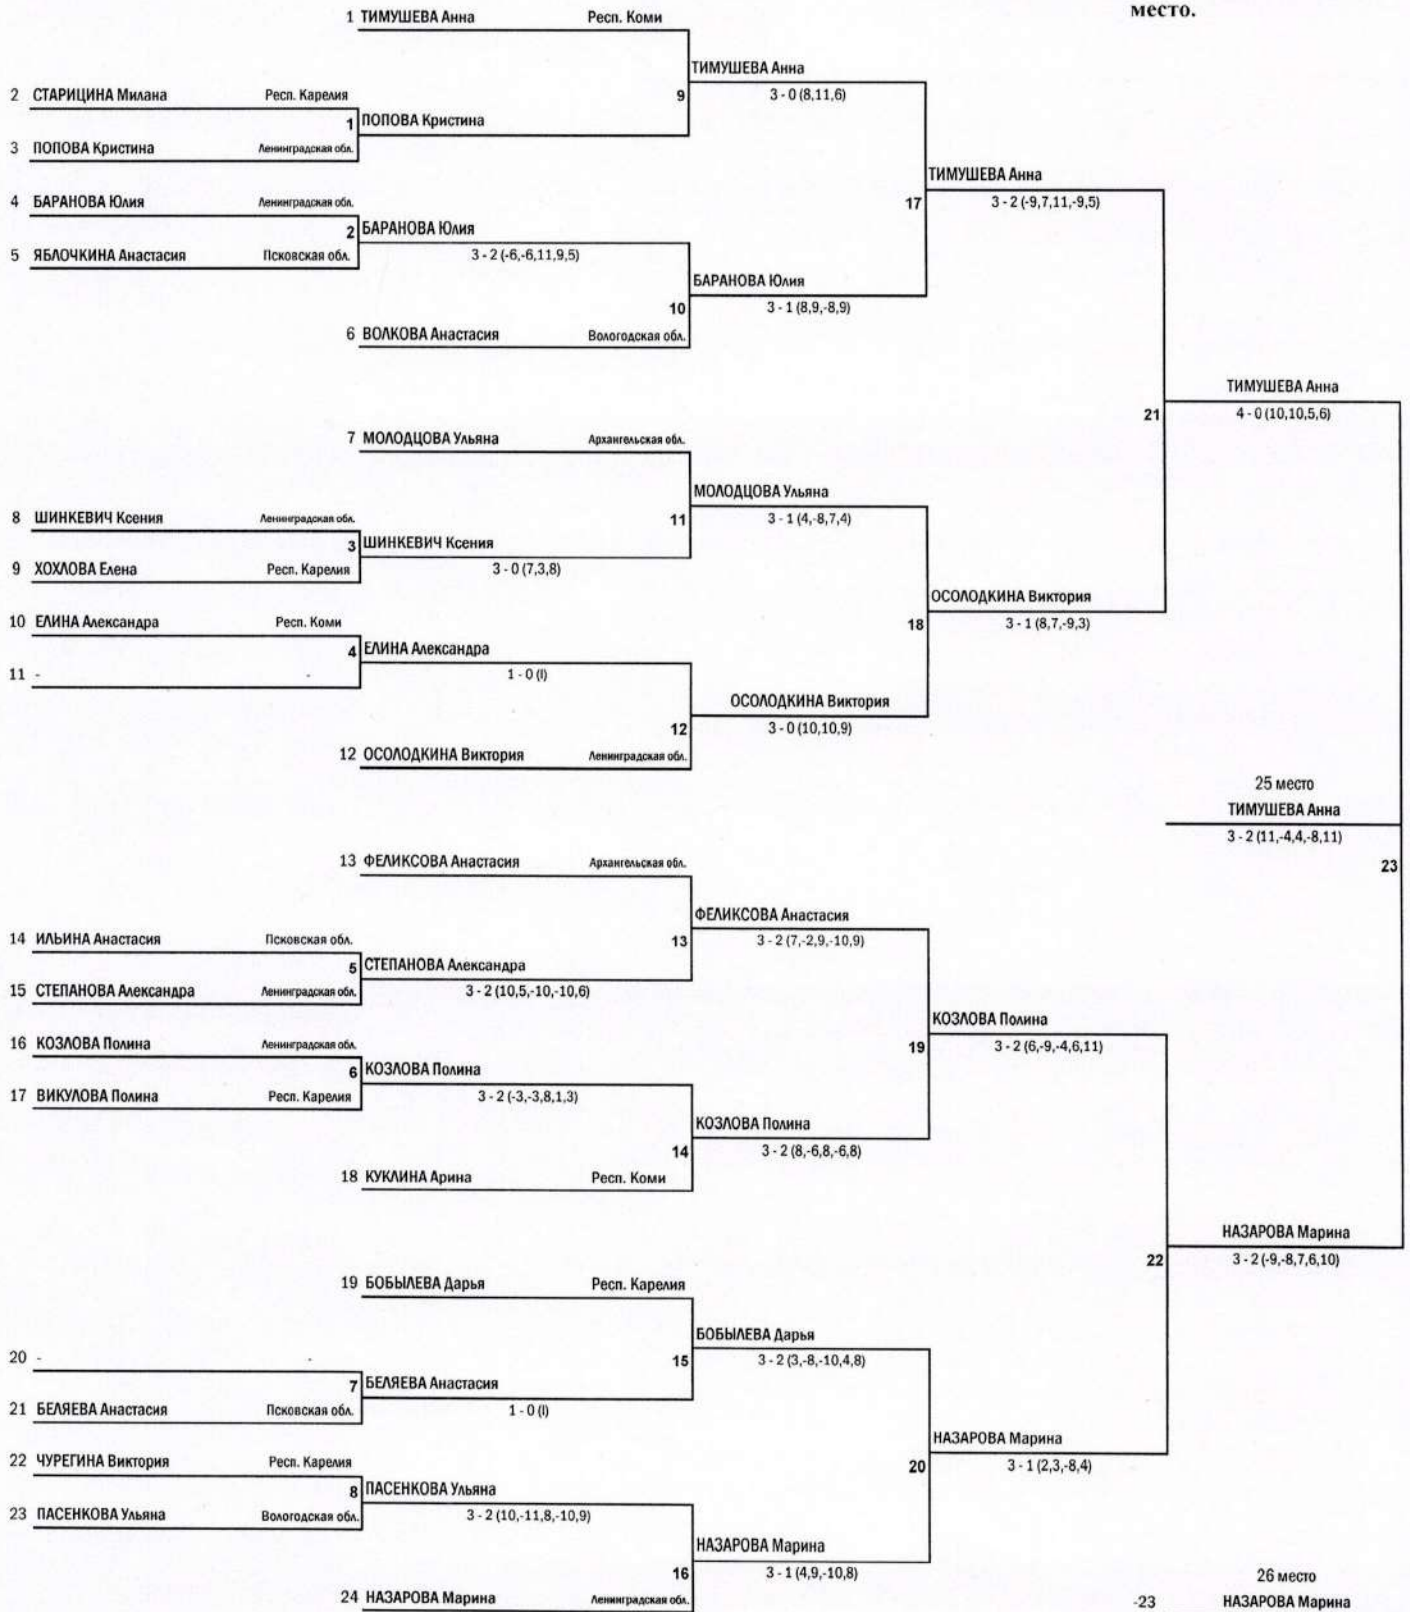 место.
1 ТИМУШЕВА Анна Респ. Коми
ТИМУШЕВА Анна
9 3 - 0 (8,11,6)
2 СТАРИЦИНА Милана Респ. Карелия
1 ПОПОВА Кристина
3 ПОПОВА Кристина Ленинградская обл.
ТИМУШЕВА Анна
17 3 - 2 (-9,7,11,-9,5)
4 БАРАНОВА Юлия Ленинградская обл.
2 БАРАНОВА Юлия
5 ЯБЛОЧКИНА Анастасия Псковская обл. 3 - 2 (-6,-6,11,9,5)
БАРАНОВА Юлия
10 3 - 1 (8,9,-8,9)
6 ВОЛКОВА Анастасия Вологодская обл.
ТИМУШЕВА Анна
21 4 - 0 (10,10,5,6)
7 МОЛОДЦОВА Ульяна Архангельская обл.
МОЛОДЦОВА Ульяна
8 ШИНКЕВИЧ Ксения Ленинградская обл. 11 3 - 1 (4,-8,7,4)
3 ШИНКЕВИЧ Ксения
9 ХОХЛОВА Елена Респ. Карелия 3 - 0 (7,3,8)
ОСОЛОДКИНА Виктория
10 ЕЛИНА Александра Респ. Коми 18 3 - 1 (8,7,-9,3)
4 ЕЛИНА Александра
11 - - 1 - 0 (I)
ОСОЛОДКИНА Виктория
12 3 - 0 (10,10,9)
12 ОСОЛОДКИНА Виктория Ленинградская обл.
25 место
ТИМУШЕВА Анна
3 - 2 (11,-4,4,-8,11)
23
13 ФЕЛИКСОВА Анастасия Архангельская обл.
ФЕЛИКСОВА Анастасия
14 ИЛЬИНА Анастасия Псковская обл. 13 3 - 2 (7,-2,9,-10,9)
5 СТЕПАНОВА Александра
15 СТЕПАНОВА Александра Ленинградская обл. 3 - 2 (10,5,-10,-10,6)
КОЗЛОВА Полина
16 КОЗЛОВА Полина Ленинградская обл. 19 3 - 2 (6,-9,-4,6,11)
6 КОЗЛОВА Полина
17 ВИКУЛОВА Полина Респ. Карелия 3 - 2 (-3,-3,8,1,3)
КОЗЛОВА Полина
14 3 - 2 (8,-6,8,-6,8)
18 КУКЛИНА Арина Респ. Коми
НАЗАРОВА Марина
22 3 - 2 (-9,-8,7,6,10)
19 БОБЫЛЕВА Дарья Респ. Карелия
БОБЫЛЕВА Дарья
20 - - 15 3 - 2 (3,-8,-10,4,8)
7 БЕЛЯЕВА Анастасия
21 БЕЛЯЕВА Анастасия Псковская обл. 1 - 0 (I)
НАЗАРОВА Марина
22 ЧУРЕГИНА Виктория Респ. Карелия 20 3 - 1 (2,3,-8,4)
8 ПАСЕНКОВА Ульяна
23 ПАСЕНКОВА Ульяна Вологодская обл. 3 - 2 (10,-11,8,-10,9)
НАЗАРОВА Марина
16 3 - 1 (4,9,-10,8)
26 место
24 НАЗАРОВА Марина Ленинградская обл. -23 НАЗАРОВА Марина